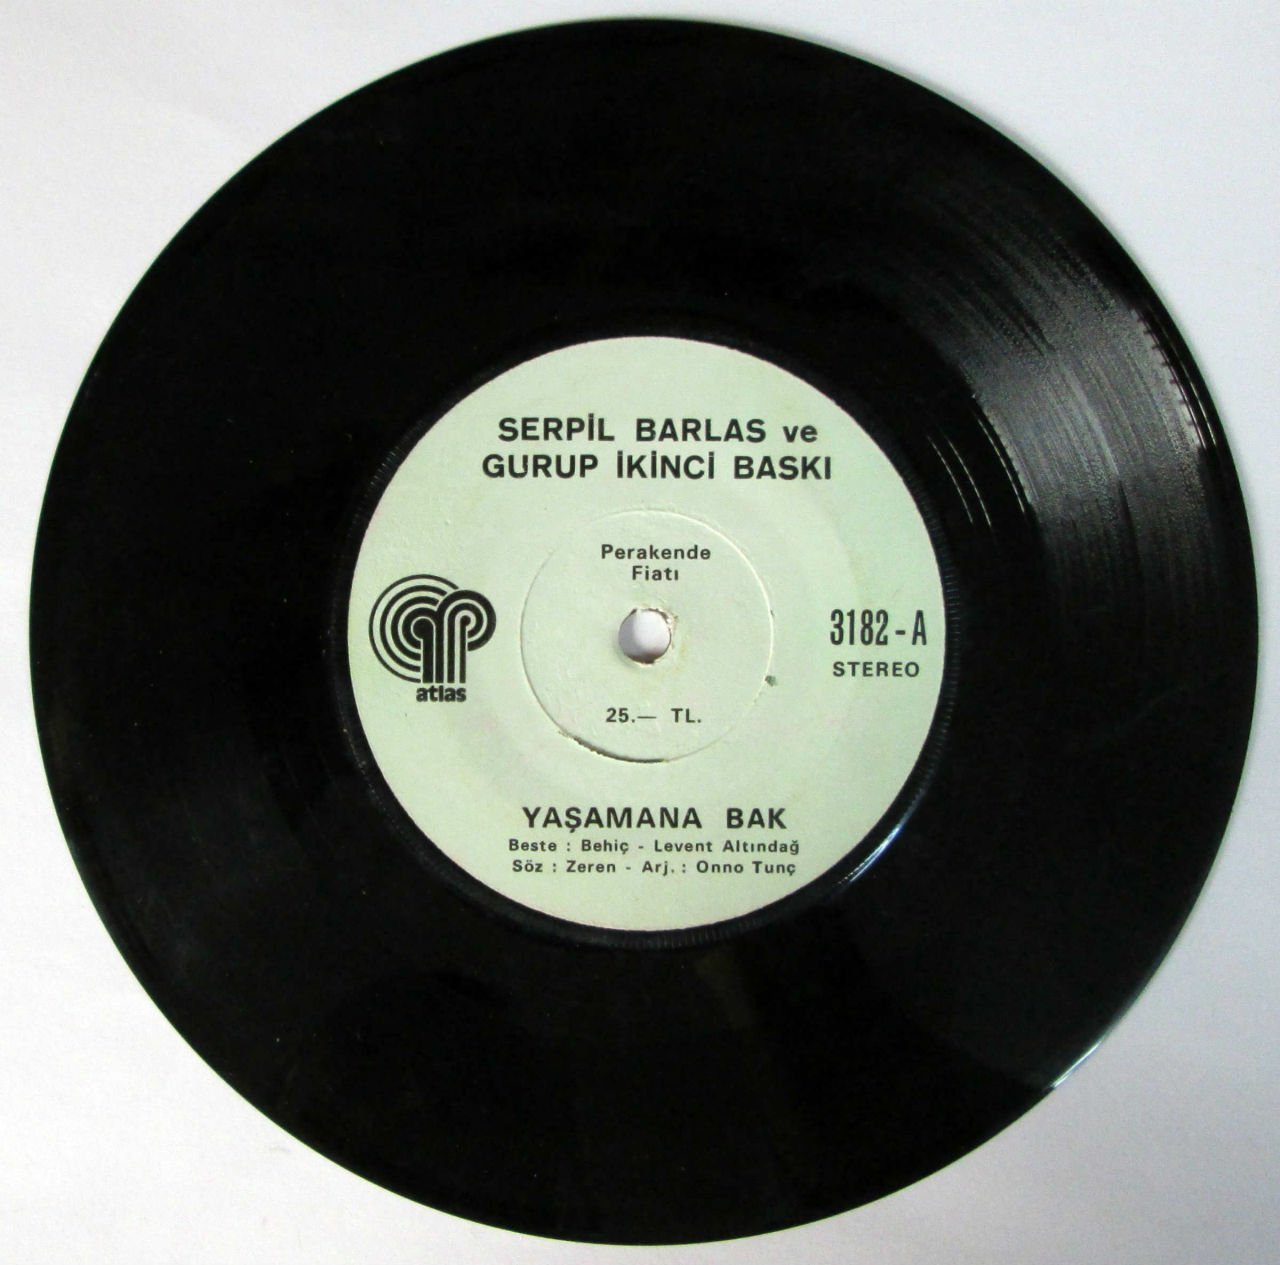 SERPİL BARLAS ve
GURUP İKİNCİ BASKI
Perakende
Fiatı
atlas
3182-A
STEREO
25.— TL.
YAŞAMANA BAK
Beste : Behiç - Levent Altındağ
Söz : Zeren - Arj. : Onno Tunç